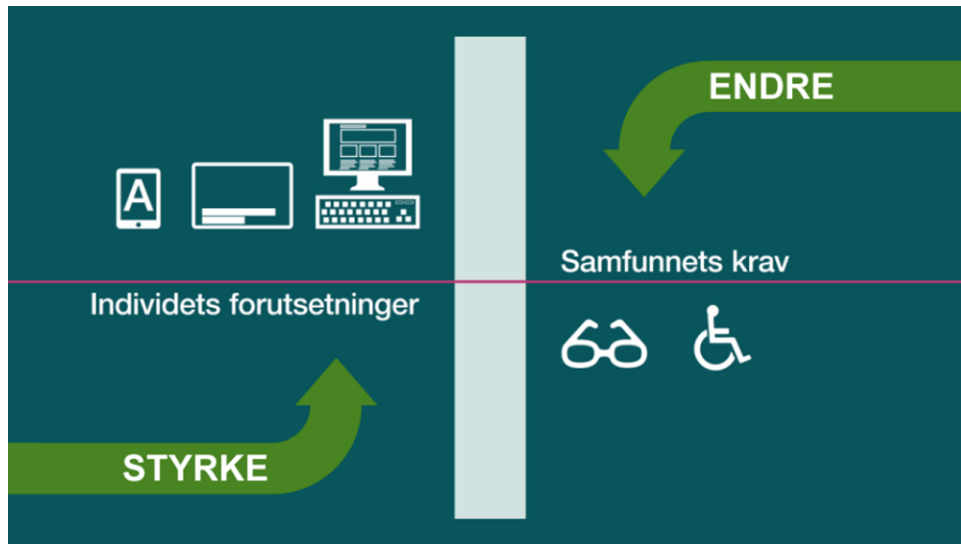 ENDRE
A
Samfunnets krav
Individets forutsetninger
STYRKE